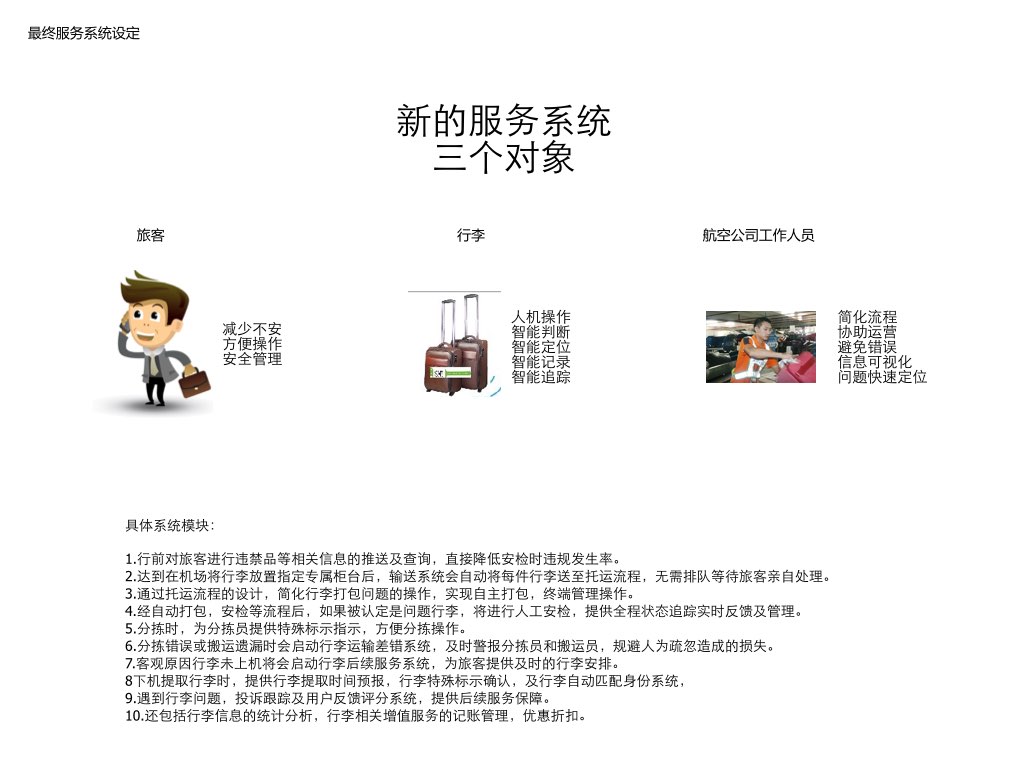 最终服务系统设定
新的服务系统
三个对象
旅客
行李
航空公司工作人员
减少不安
方便操作
安全管理
人机操作
智能判断
智能定位
智能记录
智能追踪
简化流程
协助运营
避免错误
信息可视化
问题快速定位
具体系统模块：
1.行前对旅客进行违禁品等相关信息的推送及查询，直接降低安检时违规发生率。
2.达到在机场将行李放置指定专属柜台后，输送系统会自动将每件行李送至托运流程，无需排队等待旅客亲自处理。
3.通过托运流程的设计，简化行李打包问题的操作，实现自主打包，终端管理操作。
4.经自动打包，安检等流程后，如果被认定是问题行李，将进行人工安检，提供全程状态追踪实时反馈及管理。
5.分拣时，为分拣员提供特殊标示指示，方便分拣操作。
6.分拣错误或搬运遗漏时会启动行李运输差错系统，及时警报分拣员和搬运员，规避人为疏忽造成的损失。
7.客观原因行李未上机将会启动行李后续服务系统，为旅客提供及时的行李安排。
8下机提取行李时，提供行李提取时间预报，行李特殊标示确认，及行李自动匹配身份系统，
9.遇到行李问题，投诉跟踪及用户反馈评分系统，提供后续服务保障。
10.还包括行李信息的统计分析，行李相关增值服务的记账管理，优惠折扣。